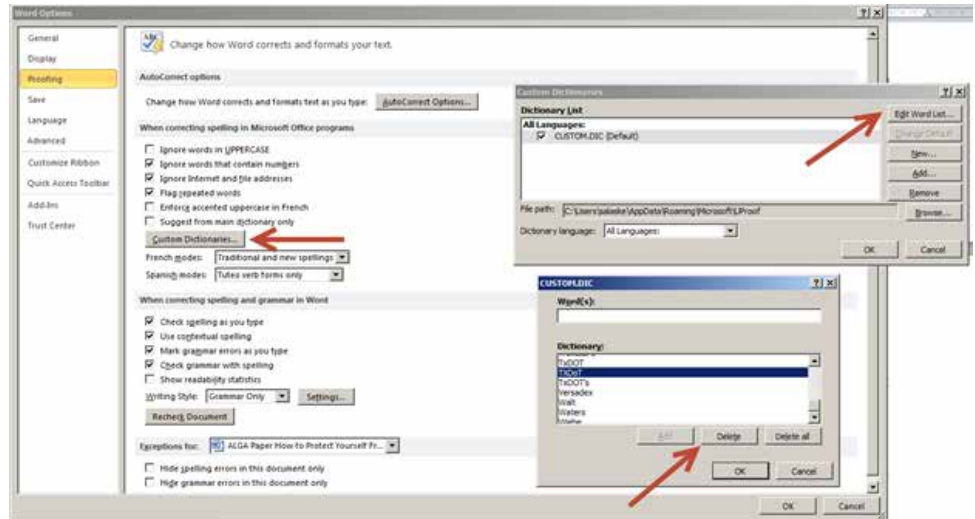 Word Options
General
Display
Proofing
Save
Language
Advanced
Customize Ribbon
Quick Access Toolbar
Add-Ins
Trust Center
ABC
Change how Word corrects and formats your text.
AutoCorrect options
Change how Word corrects and formats text as you type: AutoCorrect Options...
When correcting spelling in Microsoft Office programs
Ignore words in UPPERCASE
Ignore words that contain numbers
Ignore Internet and file addresses
Flag repeated words
Enforce accented uppercase in French
Suggest from main dictionary only
Custom Dictionaries...
French modes: Traditional and new spellings
Spanish modes: Tuteo verb forms only
When correcting spelling and grammar in Word
Check spelling as you type
Use contextual spelling
Mark grammar errors as you type
Check grammar with spelling
Show readability statistics
Writing Style: Grammar Only Settings...
Recheck Document
Exceptions for: ALGA Paper How to Protect Yourself Fr...
Hide spelling errors in this document only
Hide grammar errors in this document only
OK Cancel
Custom Dictionaries
Dictionary List
All Languages:
CUSTOM.DIC (Default)
Edit Word List...
Change Default
New...
Add...
Remove
File path: Browse...
Dictionary language: All Languages:
OK Cancel
CUSTOM.DIC
Word(s):
Dictionary:
TxDOT
TXDoT
TxDOT's
Versadex
Walt
Waters
Add Delete Delete all
OK Cancel